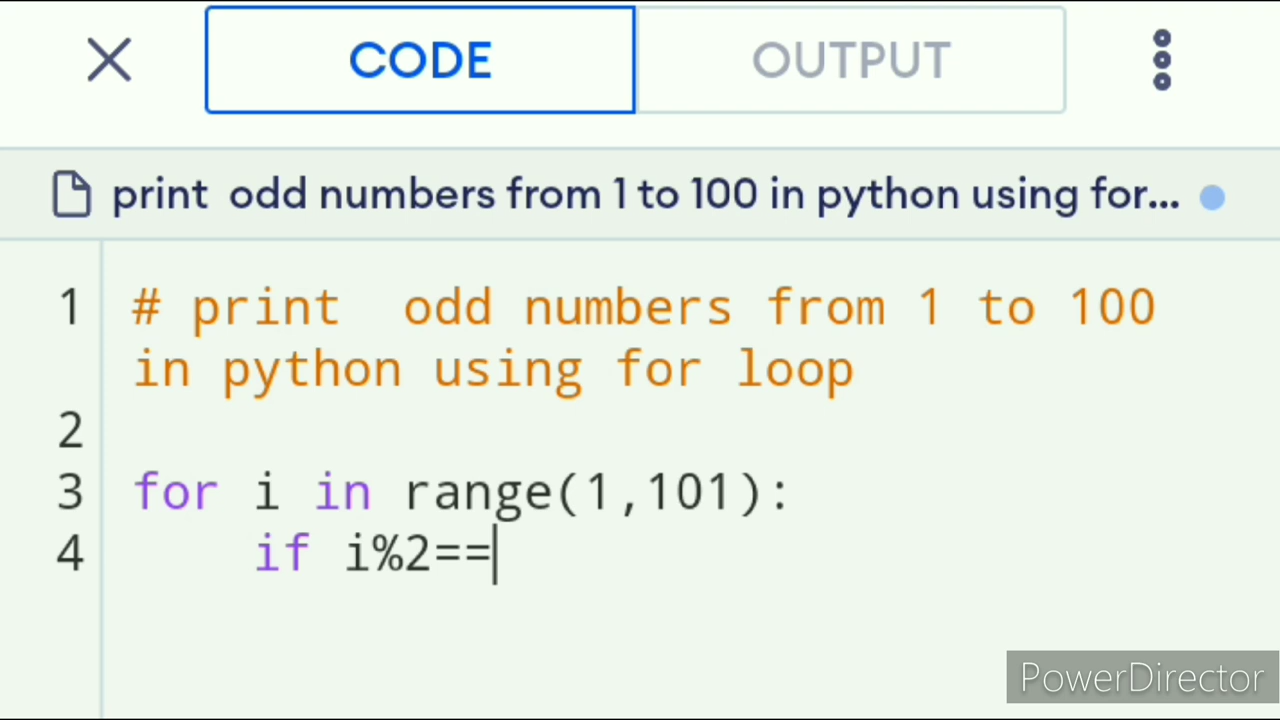 CODE OUTPUT
print  odd numbers from 1 to 100 in python using for...
1 # print  odd numbers from 1 to 100
in python using for loop
2
3 for i in range(1,101):
4     if i%2==
PowerDirector